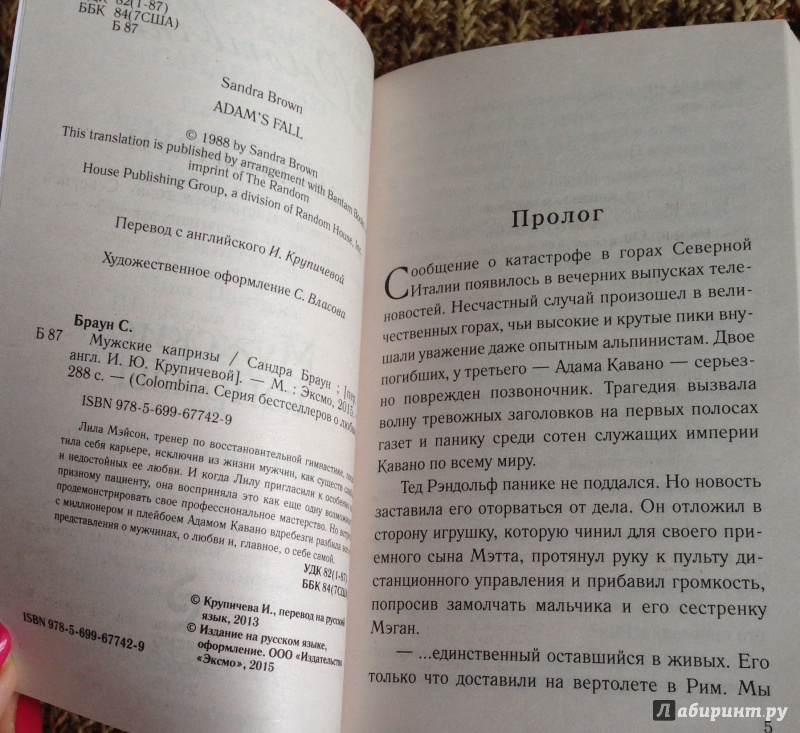 УДК 82(1-87)
ББК 84(7США)
Б 87
Sandra Brown
ADAM'S FALL
© 1988 by Sandra Brown
This translation is published by arrangement with Bantam
imprint of The Random
House Publishing Group, a division of Random House, Inc.
Перевод с английского И. Крупичевой
Художественное оформление С. Власова
Браун С.
Б 87 Мужские капризы / Сандра Браун ; [пер.
англ. И. Ю. Крупичевой]. — М. : Эксмо, 2015.
288 с. — (Colombina. Серия бестселлеров о
ISBN 978-5-699-67742-9
Лила Мэйсон, тренер по восстановительной гимнастике,
тила себя карьере, исключив из жизни мужчин, как существ
и недостойных ее любви. И когда Лилу пригласили к особенно
призному пациенту, она восприняла это как еще одну
продемонстрировать свое профессиональное мастерство. Но
с миллионером и плейбоем Адамом Кавано вдребезги разбила все
представления о мужчинах, о любви и, главное, о себе самой.
УДК 82(1-87)
ББК 84(7США)
© Крупичева И., перевод на русский
язык, 2013
© Издание на русском языке,
оформление. ООО «Издательство
«Эксмо», 2015
ISBN 978-5-699-67742-9
Пролог
Сообщение о катастрофе в горах Северной
Италии появилось в вечерних выпусках теле-
новостей. Несчастный случай произошел в вели-
чественных горах, чьи высокие и крутые пики вну-
шали уважение даже опытным альпинистам. Двое
погибших, у третьего — Адама Кавано — серьез-
но поврежден позвоночник. Трагедия вызвала
волну тревожных заголовков на первых полосах
газет и панику среди сотен служащих империи
Кавано по всему миру.
Тед Рэндольф панике не поддался. Но новость
заставила его оторваться от дела. Он отложил в
сторону игрушку, которую чинил для своего при-
емного сына Мэтта, протянул руку к пульту ди-
станционного управления и прибавил громкость,
попросив замолчать мальчика и его сестренку
Мэган.
— ...единственный оставшийся в живых. Его
только что доставили на вертолете в Рим. Мы
5
Лабиринт.ру